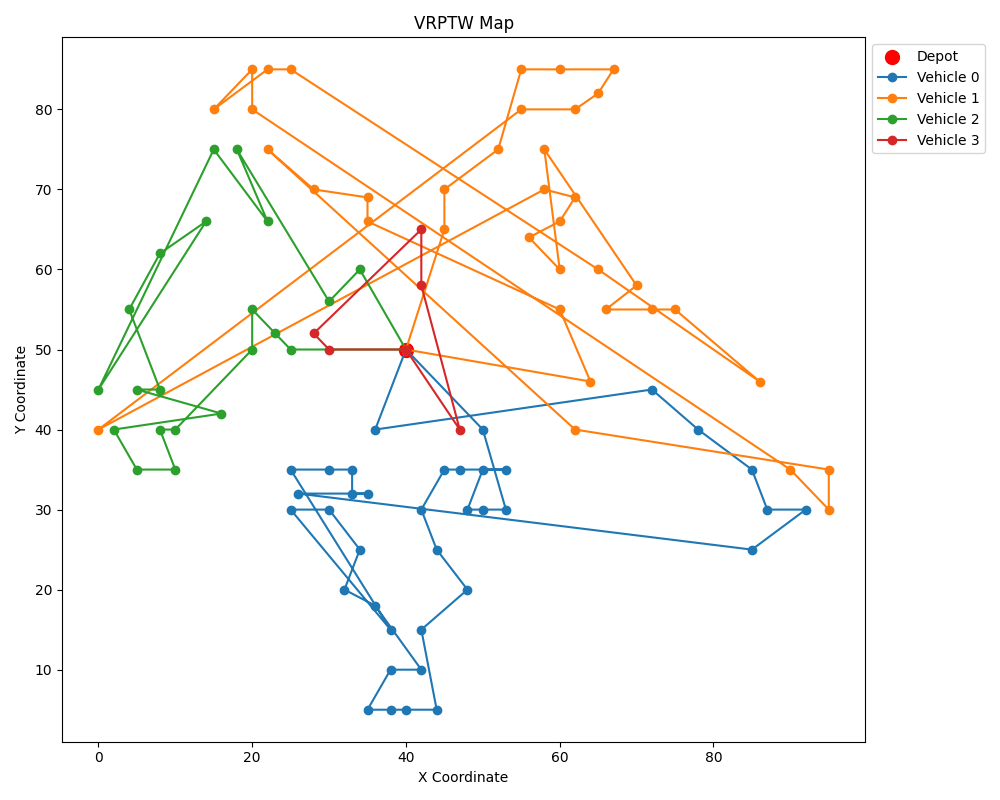 VRPTW Map
Depot
Vehicle 0
Vehicle 1
Vehicle 2
Vehicle 3
Y Coordinate
80
70
60
50
40
30
20
10
0
20
40
60
80
X Coordinate